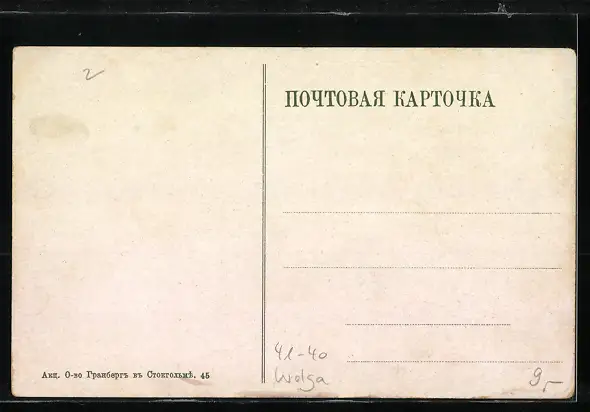 2
ПОЧТОВАЯ КАРТОЧКА
41-40
Wolga
9,-
Акц. О-во Гранбергъ въ Стокгольмѣ. 45